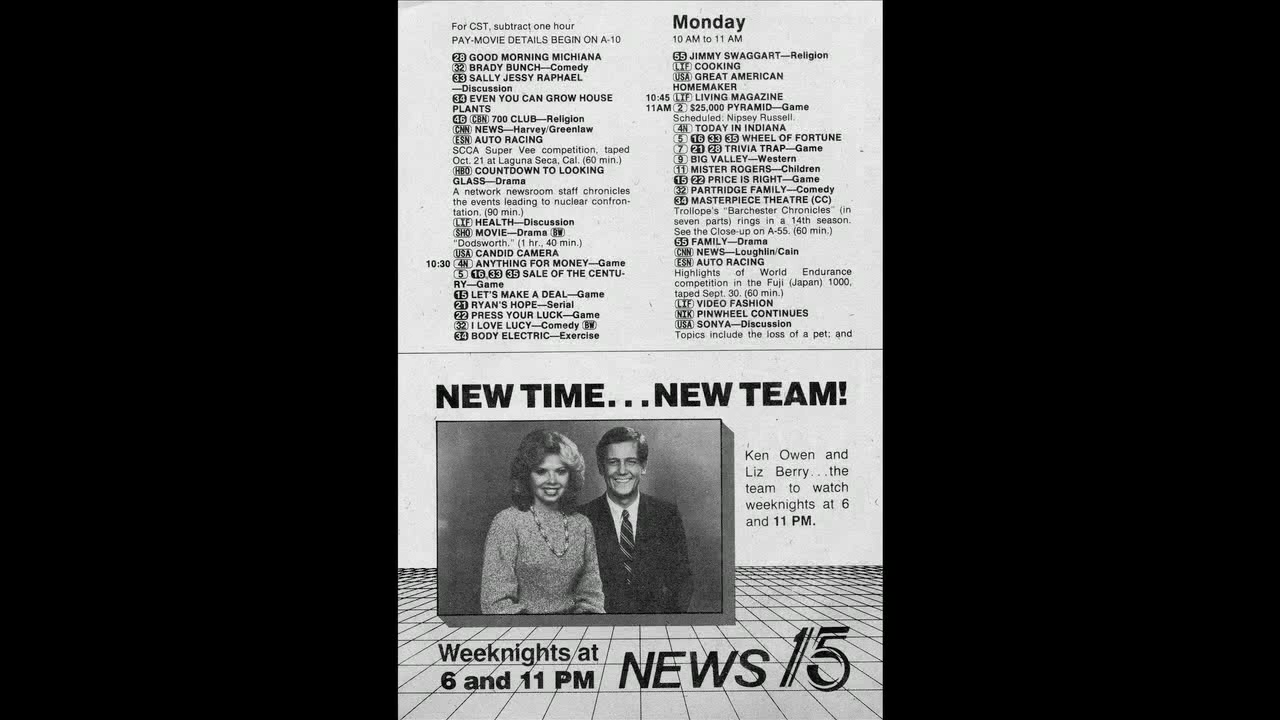 For CST, subtract one hour
PAY-MOVIE DETAILS BEGIN ON A-10
28 GOOD MORNING MICHIANA
32 BRADY BUNCH—Comedy
33 SALLY JESSY RAPHAEL
—Discussion
34 EVEN YOU CAN GROW HOUSE
PLANTS
46 CBN 700 CLUB—Religion
CNN NEWS—Harvey/Greenlaw
ESN AUTO RACING
SCCA Super Vee competition, taped
Oct. 21 at Laguna Seca, Cal. (60 min.)
HBO COUNTDOWN TO LOOKING
GLASS—Drama
A network newsroom staff chronicles
the events leading to nuclear confron-
tation. (90 min.)
LIF HEALTH—Discussion
SHO MOVIE—Drama BW
"Dodsworth." (1 hr., 40 min.)
USA CANDID CAMERA
10:30 4N ANYTHING FOR MONEY—Game
5 16,33 35 SALE OF THE CENTU-
RY—Game
15 LET'S MAKE A DEAL—Game
21 RYAN'S HOPE—Serial
22 PRESS YOUR LUCK—Game
32 I LOVE LUCY—Comedy BW
34 BODY ELECTRIC—Exercise
Monday
10 AM to 11 AM
55 JIMMY SWAGGART—Religion
LIF COOKING
USA GREAT AMERICAN
HOMEMAKER
10:45 LIF LIVING MAGAZINE
11AM 2 $25,000 PYRAMID—Game
Scheduled: Nipsey Russell.
4N TODAY IN INDIANA
5 16 33 35 WHEEL OF FORTUNE
7 21 28 TRIVIA TRAP—Game
9 BIG VALLEY—Western
11 MISTER ROGERS—Children
15 22 PRICE IS RIGHT—Game
32 PARTRIDGE FAMILY—Comedy
34 MASTERPIECE THEATRE (CC)
Trollope's "Barchester Chronicles" (in
seven parts) rings in a 14th season.
See the Close-up on A-55. (60 min.)
55 FAMILY—Drama
CNN NEWS—Loughlin/Cain
ESN AUTO RACING
Highlights of World Endurance
competition in the Fuji (Japan) 1000,
taped Sept. 30. (60 min.)
LIF VIDEO FASHION
NIK PINWHEEL CONTINUES
USA SONYA—Discussion
Topics include the loss of a pet; and
NEW TIME...NEW TEAM!
Ken Owen and
Liz Berry...the
team to watch
weeknights at 6
and 11 PM.
Weeknights at
6 and 11 PM
NEWS 15